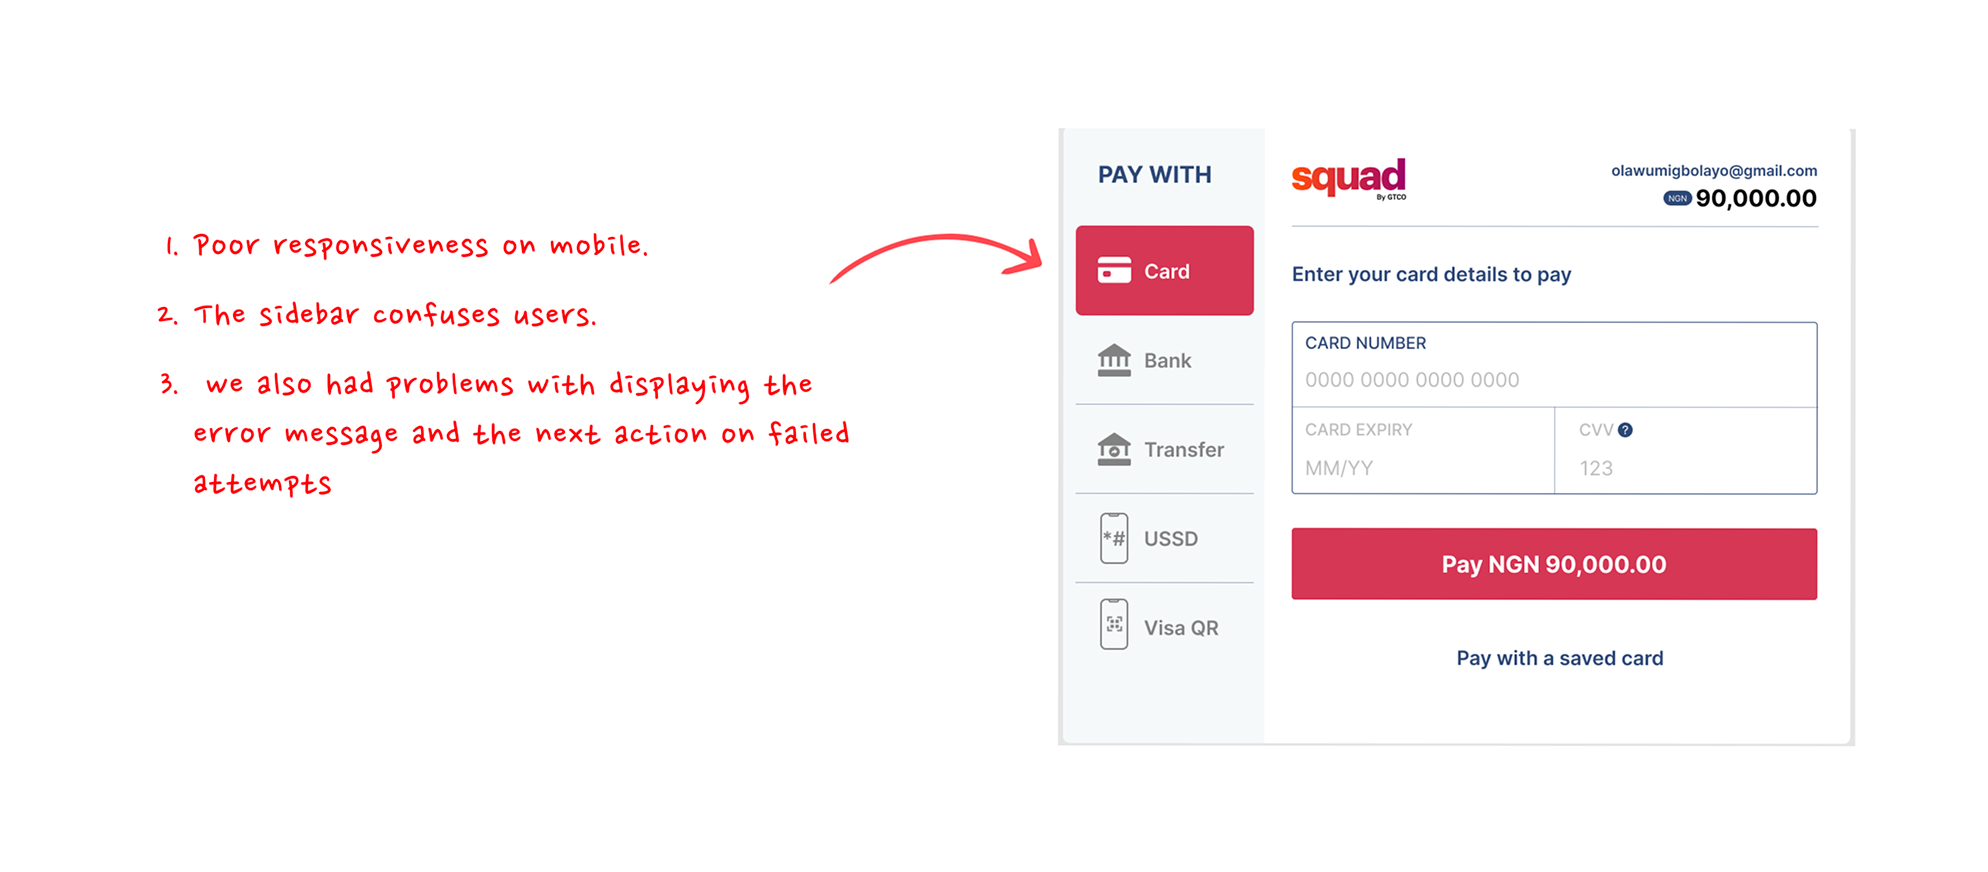 1. Poor responsiveness on mobile.
2. The sidebar confuses users.
3. we also had problems with displaying the
error message and the next action on failed
attempts
PAY WITH
Card
Bank
Transfer
*#
USSD
Visa QR
squad
By GTCO
olawumigbolayo@gmail.com
NGN 90,000.00
Enter your card details to pay
CARD NUMBER
0000 0000 0000 0000
CARD EXPIRY
MM/YY
CVV ?
123
Pay NGN 90,000.00
Pay with a saved card